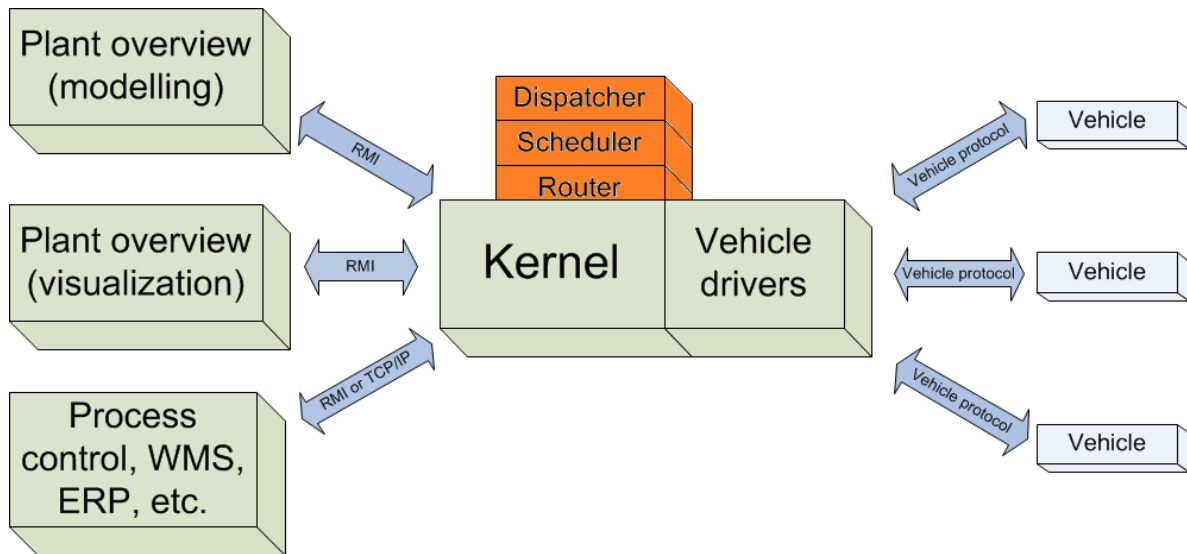 Plant overview
(modelling)
RMI
Dispatcher
Scheduler
Router
Kernel
Vehicle
drivers
Vehicle protocol
Vehicle
Plant overview
(visualization)
RMI
Vehicle protocol
Vehicle
Process
control, WMS,
ERP, etc.
RMI or TCP/IP
Vehicle protocol
Vehicle